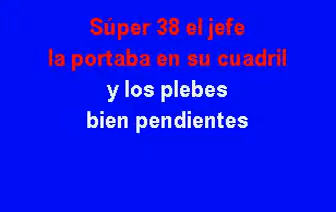 Súper 38 el jefe
la portaba en su cuadril
y los plebes
bien pendientes